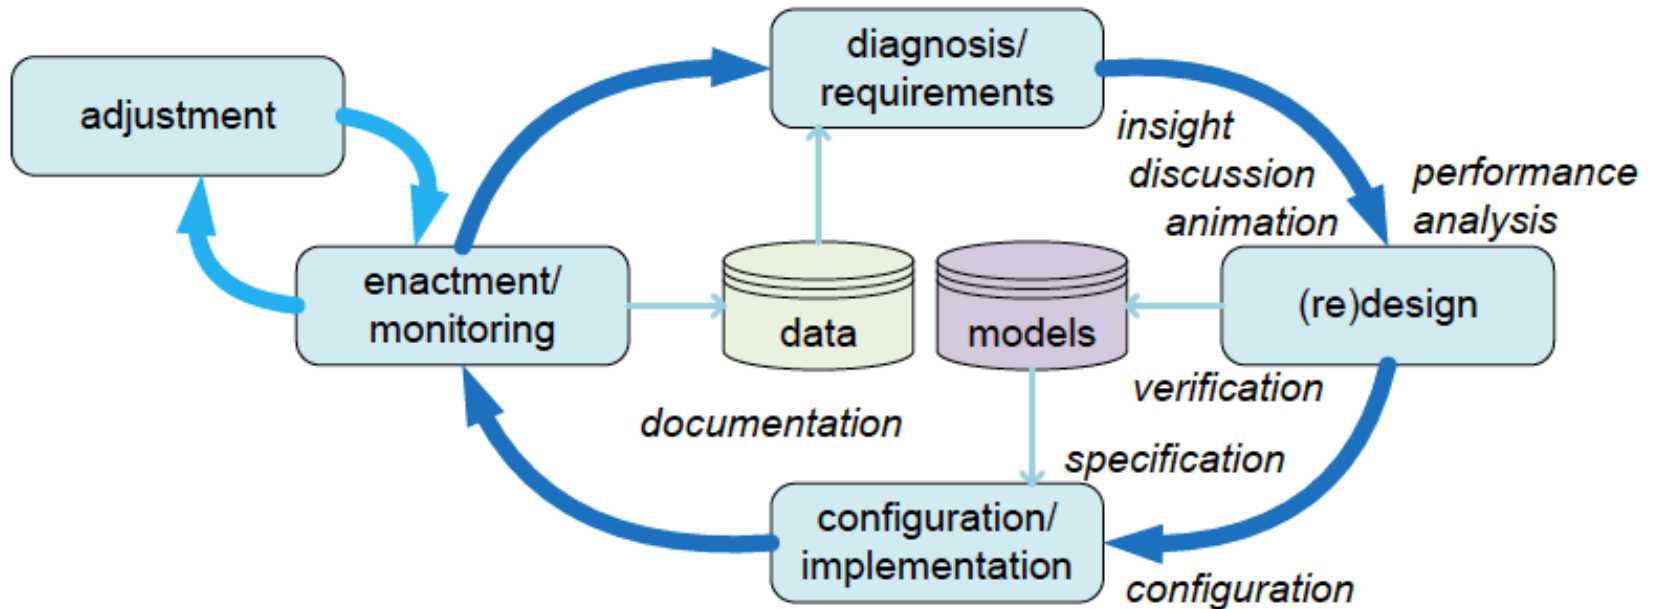 diagnosis/
requirements
adjustment
insight
discussion
animation
performance
analysis
enactment/
monitoring
data
models
(re)design
verification
documentation
specification
configuration/
implementation
configuration